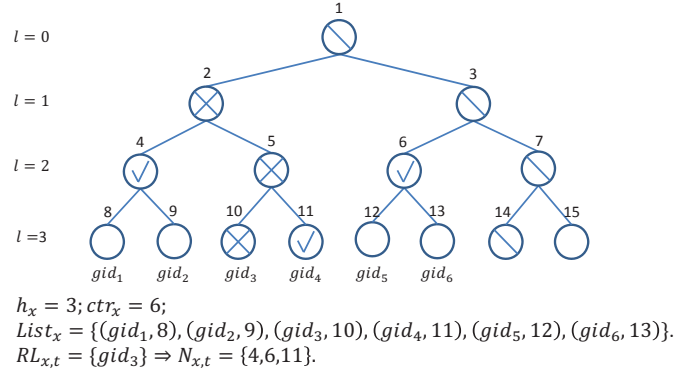 1
l = 0
2 3
l = 1
4 5 6 7
l = 2
8 9 10 11 12 13 14 15
l =3
gid₁ gid₂ gid₃ gid₄ gid₅ gid₆
hₓ = 3; ctrₓ = 6;
Listₓ = {(gid₁, 8), (gid₂, 9), (gid₃, 10), (gid₄, 11), (gid₅, 12), (gid₆, 13)}.
RLₓ,ₜ = {gid₃} ⇒ Nₓ,ₜ = {4,6,11}.